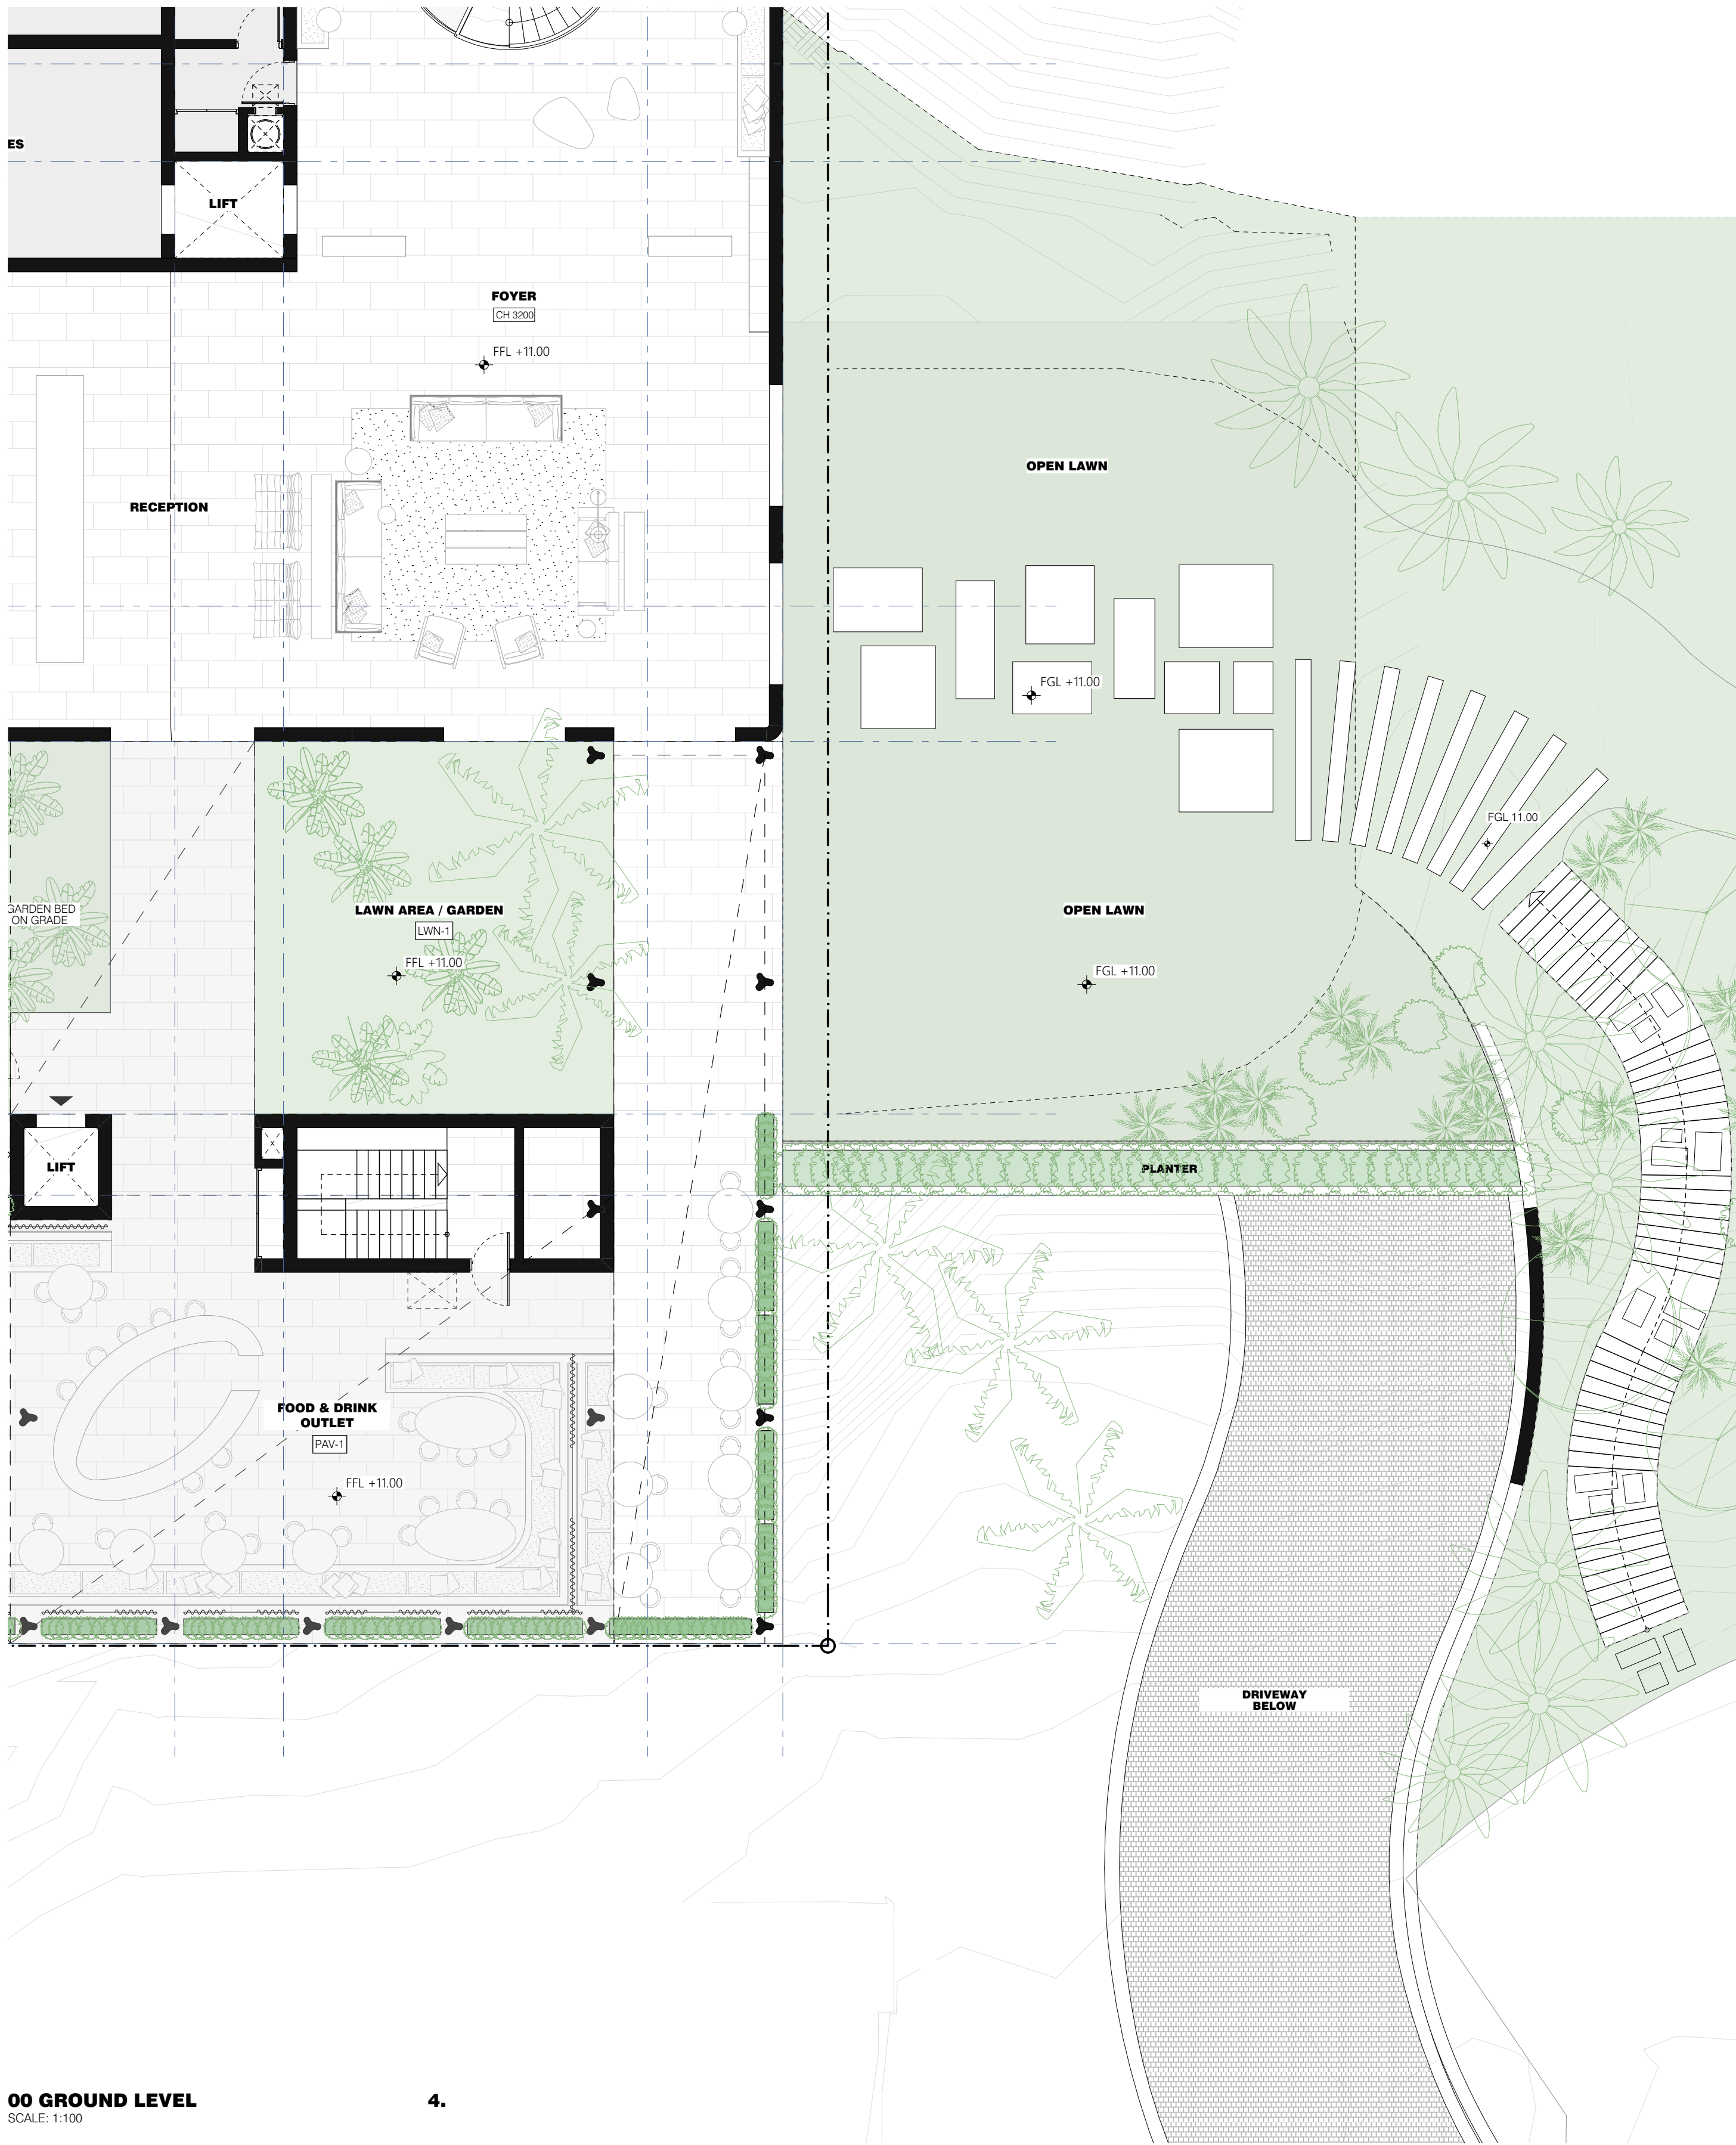 ES
LIFT
FOYER
CH 3200
FFL +11.00
OPEN LAWN
RECEPTION
FGL +11.00
FGL 11.00
GARDEN BED
ON GRADE
LAWN AREA / GARDEN
LWN-1
FFL +11.00
OPEN LAWN
FGL +11.00
LIFT
PLANTER
FOOD & DRINK
OUTLET
PAV-1
FFL +11.00
DRIVEWAY
BELOW
00 GROUND LEVEL
4.
SCALE: 1:100